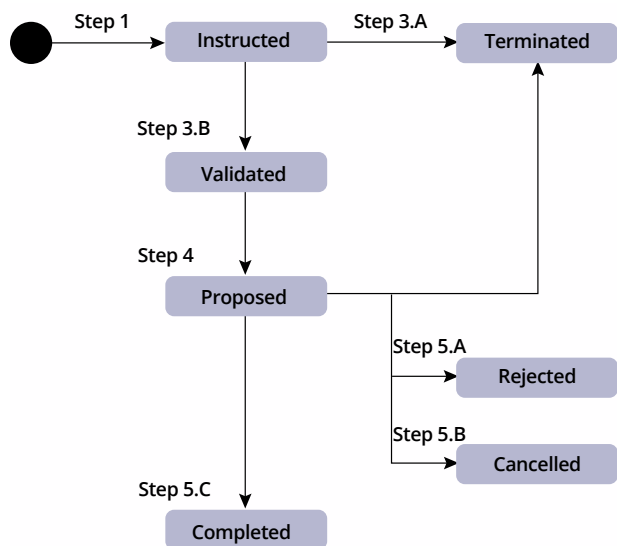 Step 1
Instructed
Step 3.A
Terminated
Step 3.B
Validated
Step 4
Proposed
Step 5.A
Rejected
Step 5.B
Cancelled
Step 5.C
Completed